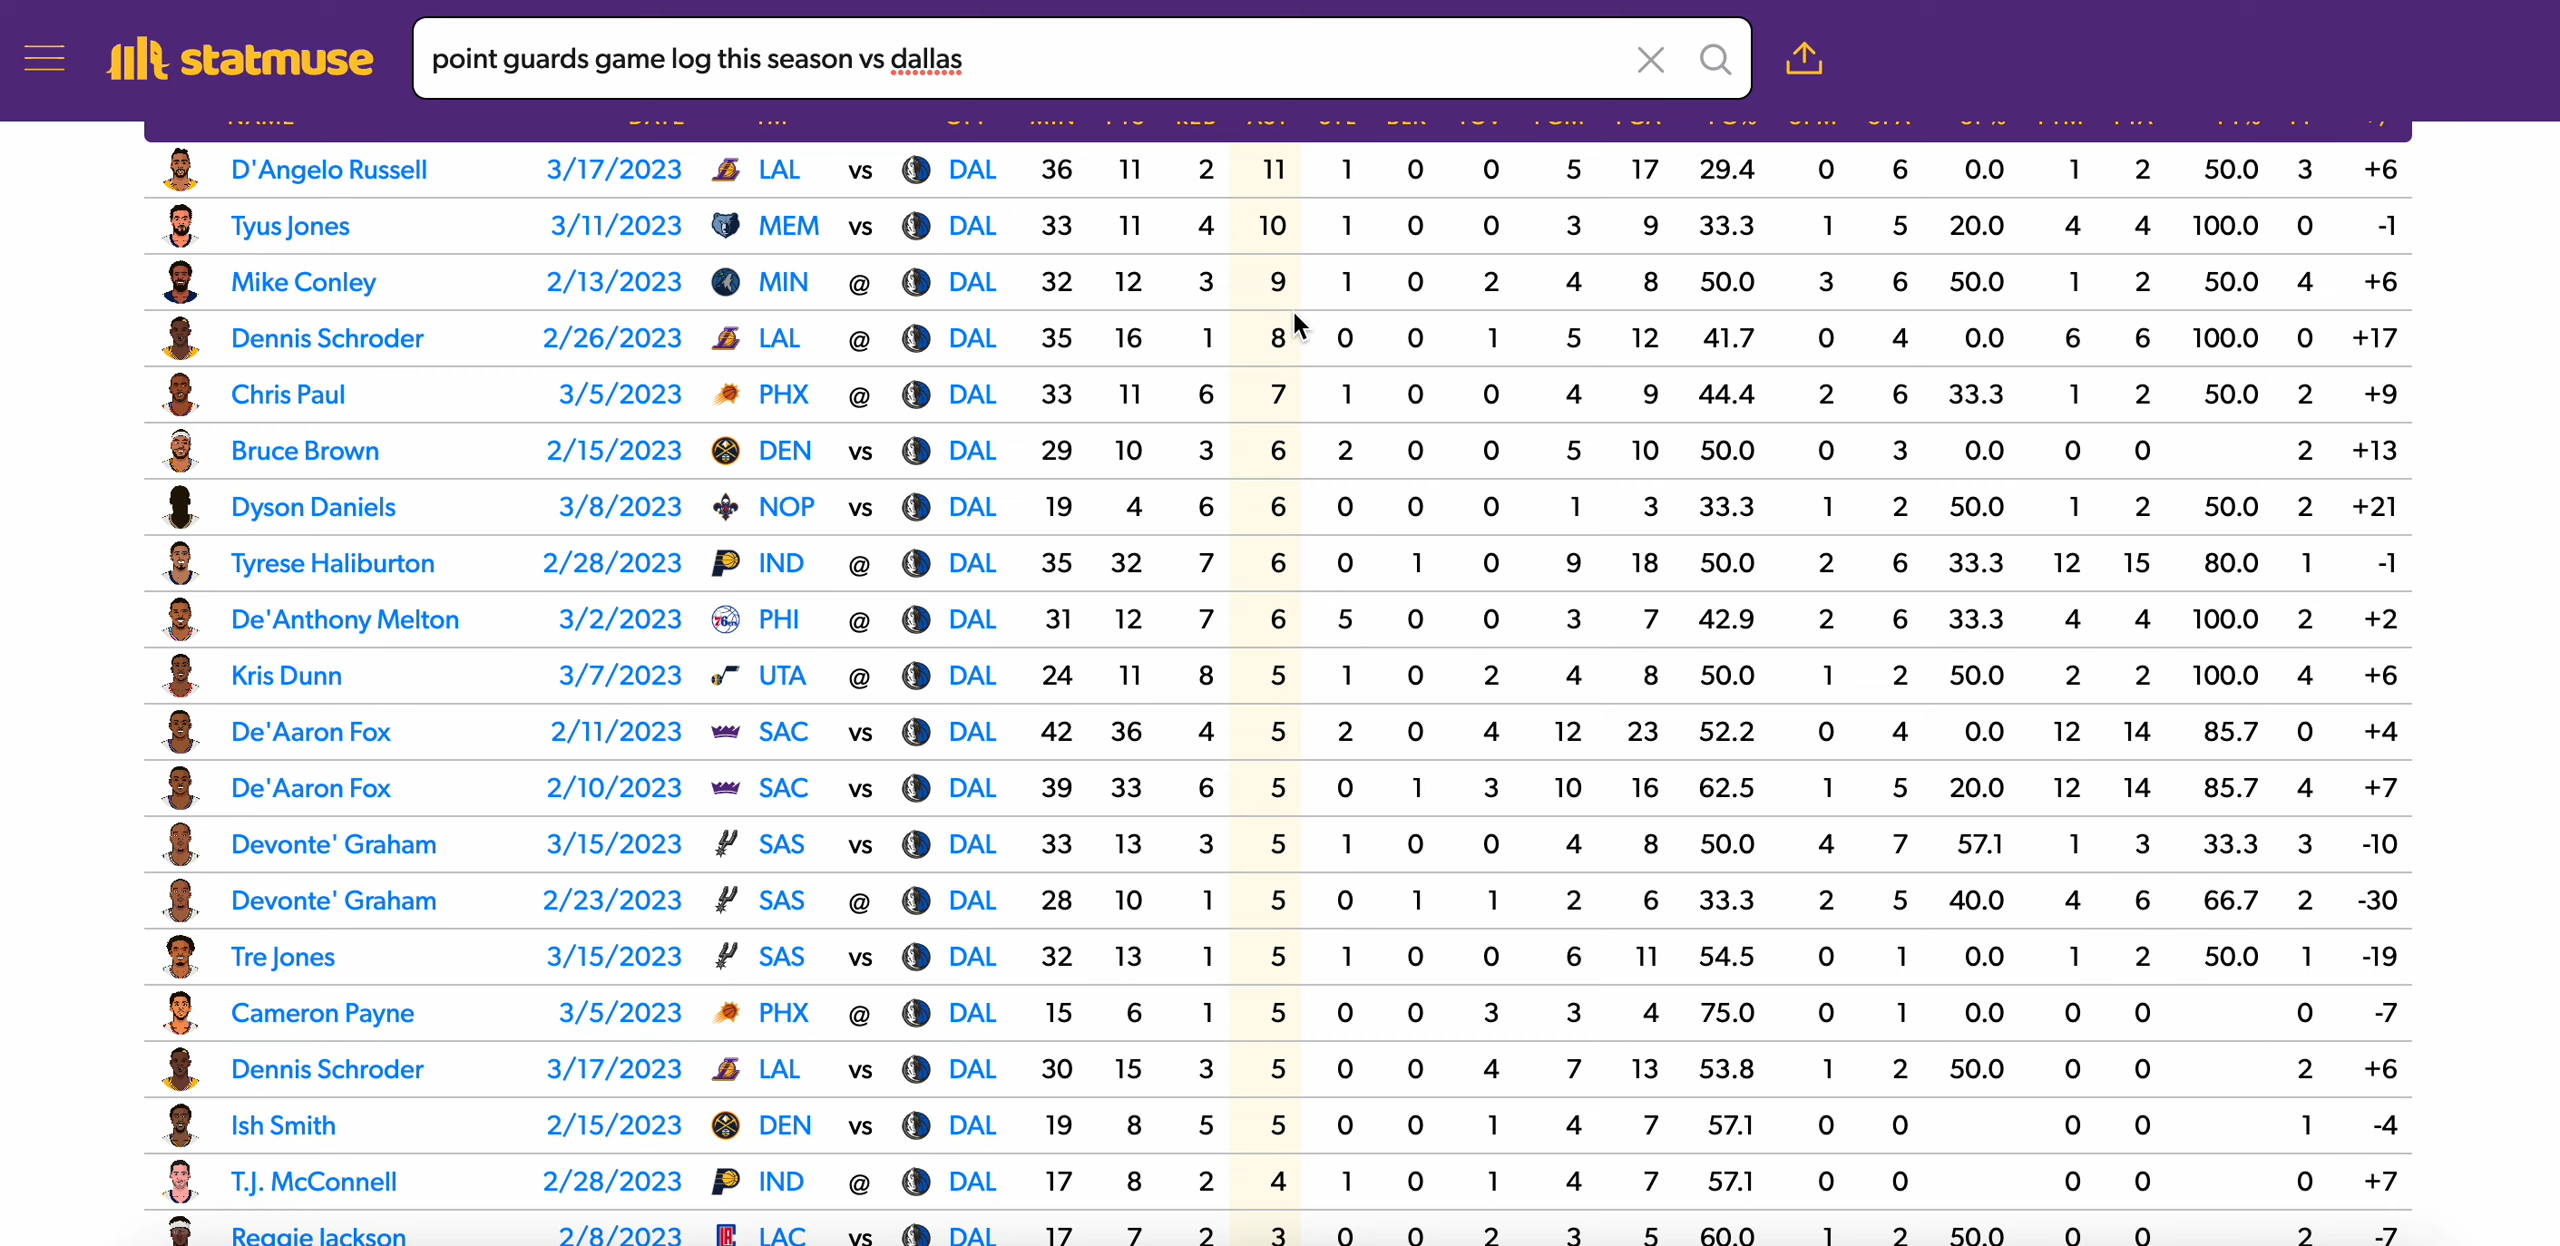 statmuse
point guards game log this season vs dallas
D'Angelo Russell 3/17/2023 LAL vs DAL 36 11 2 11 1 0 0 5 17 29.4 0 6 0.0 1 2 50.0 3 +6
Tyus Jones 3/11/2023 MEM vs DAL 33 11 4 10 1 0 0 3 9 33.3 1 5 20.0 4 4 100.0 0 -1
Mike Conley 2/13/2023 MIN @ DAL 32 12 3 9 1 0 2 4 8 50.0 3 6 50.0 1 2 50.0 4 +6
Dennis Schroder 2/26/2023 LAL @ DAL 35 16 1 8 0 0 1 5 12 41.7 0 4 0.0 6 6 100.0 0 +17
Chris Paul 3/5/2023 PHX @ DAL 33 11 6 7 1 0 0 4 9 44.4 2 6 33.3 1 2 50.0 2 +9
Bruce Brown 2/15/2023 DEN vs DAL 29 10 3 6 2 0 0 5 10 50.0 0 3 0.0 0 0 2 +13
Dyson Daniels 3/8/2023 NOP vs DAL 19 4 6 6 0 0 0 1 3 33.3 1 2 50.0 1 2 50.0 2 +21
Tyrese Haliburton 2/28/2023 IND @ DAL 35 32 7 6 0 1 0 9 18 50.0 2 6 33.3 12 15 80.0 1 -1
De'Anthony Melton 3/2/2023 PHI @ DAL 31 12 7 6 5 0 0 3 7 42.9 2 6 33.3 4 4 100.0 2 +2
Kris Dunn 3/7/2023 UTA @ DAL 24 11 8 5 1 0 2 4 8 50.0 1 2 50.0 2 2 100.0 4 +6
De'Aaron Fox 2/11/2023 SAC vs DAL 42 36 4 5 2 0 4 12 23 52.2 0 4 0.0 12 14 85.7 0 +4
De'Aaron Fox 2/10/2023 SAC vs DAL 39 33 6 5 0 1 3 10 16 62.5 1 5 20.0 12 14 85.7 4 +7
Devonte' Graham 3/15/2023 SAS vs DAL 33 13 3 5 1 0 0 4 8 50.0 4 7 57.1 1 3 33.3 3 -10
Devonte' Graham 2/23/2023 SAS @ DAL 28 10 1 5 0 1 1 2 6 33.3 2 5 40.0 4 6 66.7 2 -30
Tre Jones 3/15/2023 SAS vs DAL 32 13 1 5 1 0 0 6 11 54.5 0 1 0.0 1 2 50.0 1 -19
Cameron Payne 3/5/2023 PHX @ DAL 15 6 1 5 0 0 3 3 4 75.0 0 1 0.0 0 0 0 -7
Dennis Schroder 3/17/2023 LAL vs DAL 30 15 3 5 0 0 4 7 13 53.8 1 2 50.0 0 0 2 +6
Ish Smith 2/15/2023 DEN vs DAL 19 8 5 5 0 0 1 4 7 57.1 0 0 0 0 1 -4
T.J. McConnell 2/28/2023 IND @ DAL 17 8 2 4 1 0 1 4 7 57.1 0 0 0 0 0 +7
Reggie Jackson 2/8/2023 LAC vs DAL 17 7 2 3 0 0 2 3 5 60.0 1 2 50.0 0 0 2 -7